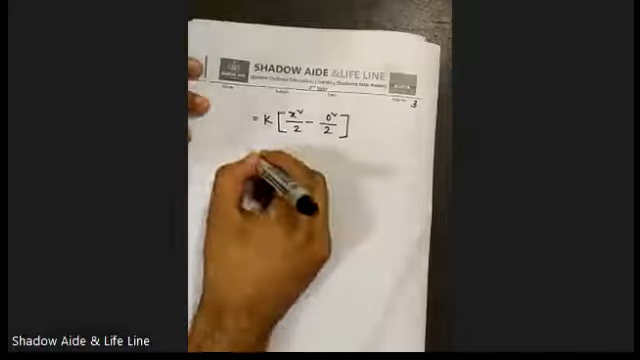 SHADOW AIDE & LIFE LINE
3
= K [ x²/2 - 0²/2 ]
Shadow Aide & Life Line